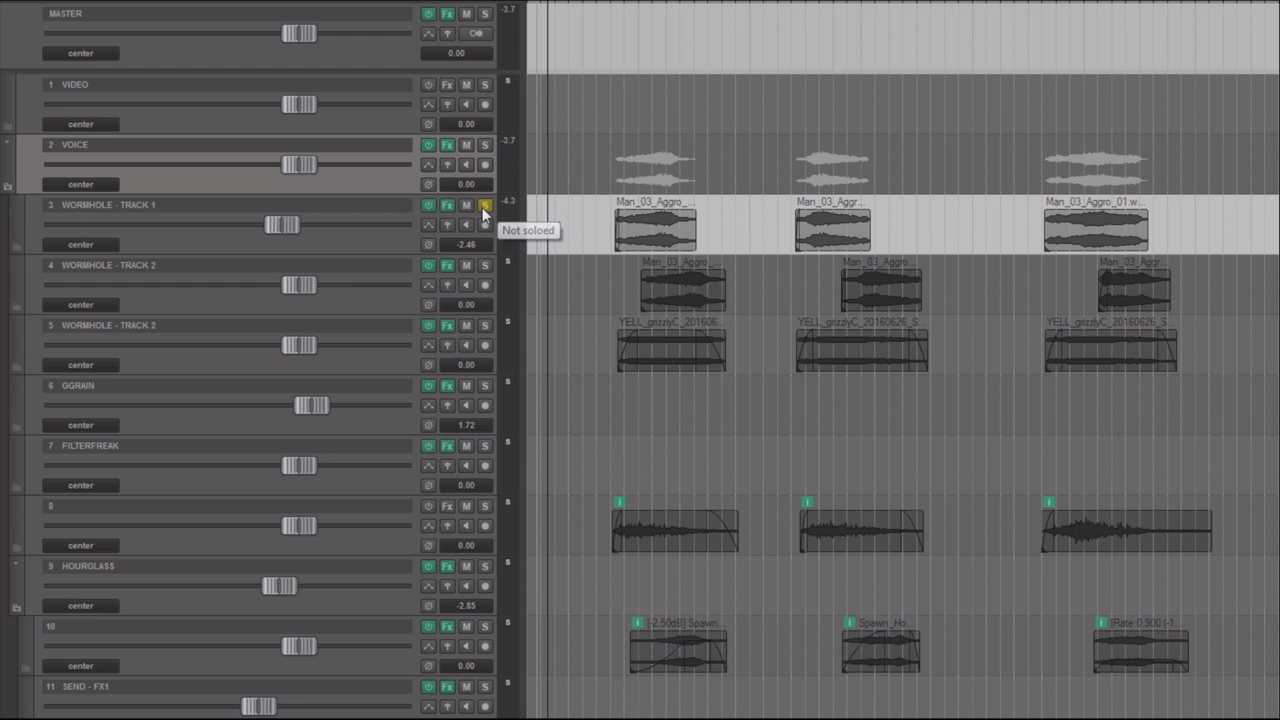 MASTER
Fx M S
-3.7
center
0.00
1 VIDEO
Fx M S
s
center
0.00
2 VOICE
Fx M S
-3.7
center
0.00
3 WORMHOLE - TRACK 1
Fx M S
-4.3
Not soloed
center
-2.46
Man_03_Aggro_...
Man_03_Aggr...
Man_03_Aggro_01.w...
4 WORMHOLE - TRACK 2
Fx M S
s
center
0.00
Man_03_Aggro_...
Man_03_Aggro...
Man_03_Aggr...
5 WORMHOLE - TRACK 2
Fx M S
s
center
0.00
YELL_grizzlyC_201606...
YELL_grizzlyC_20160626_S...
YELL_grizzlyC_20160626_S...
6 GGRAIN
Fx M S
s
center
1.72
7 FILTERFREAK
Fx M S
s
center
0.00
8
Fx M S
s
center
0.00
i
i
i
9 HOURGLASS
Fx M S
s
center
-2.85
10
Fx M S
s
center
0.00
i [-2.50dB] Spawn...
i Spawn_Ho...
i [Rate 0.900 (-1...
11 SEND - FX1
Fx M S
s